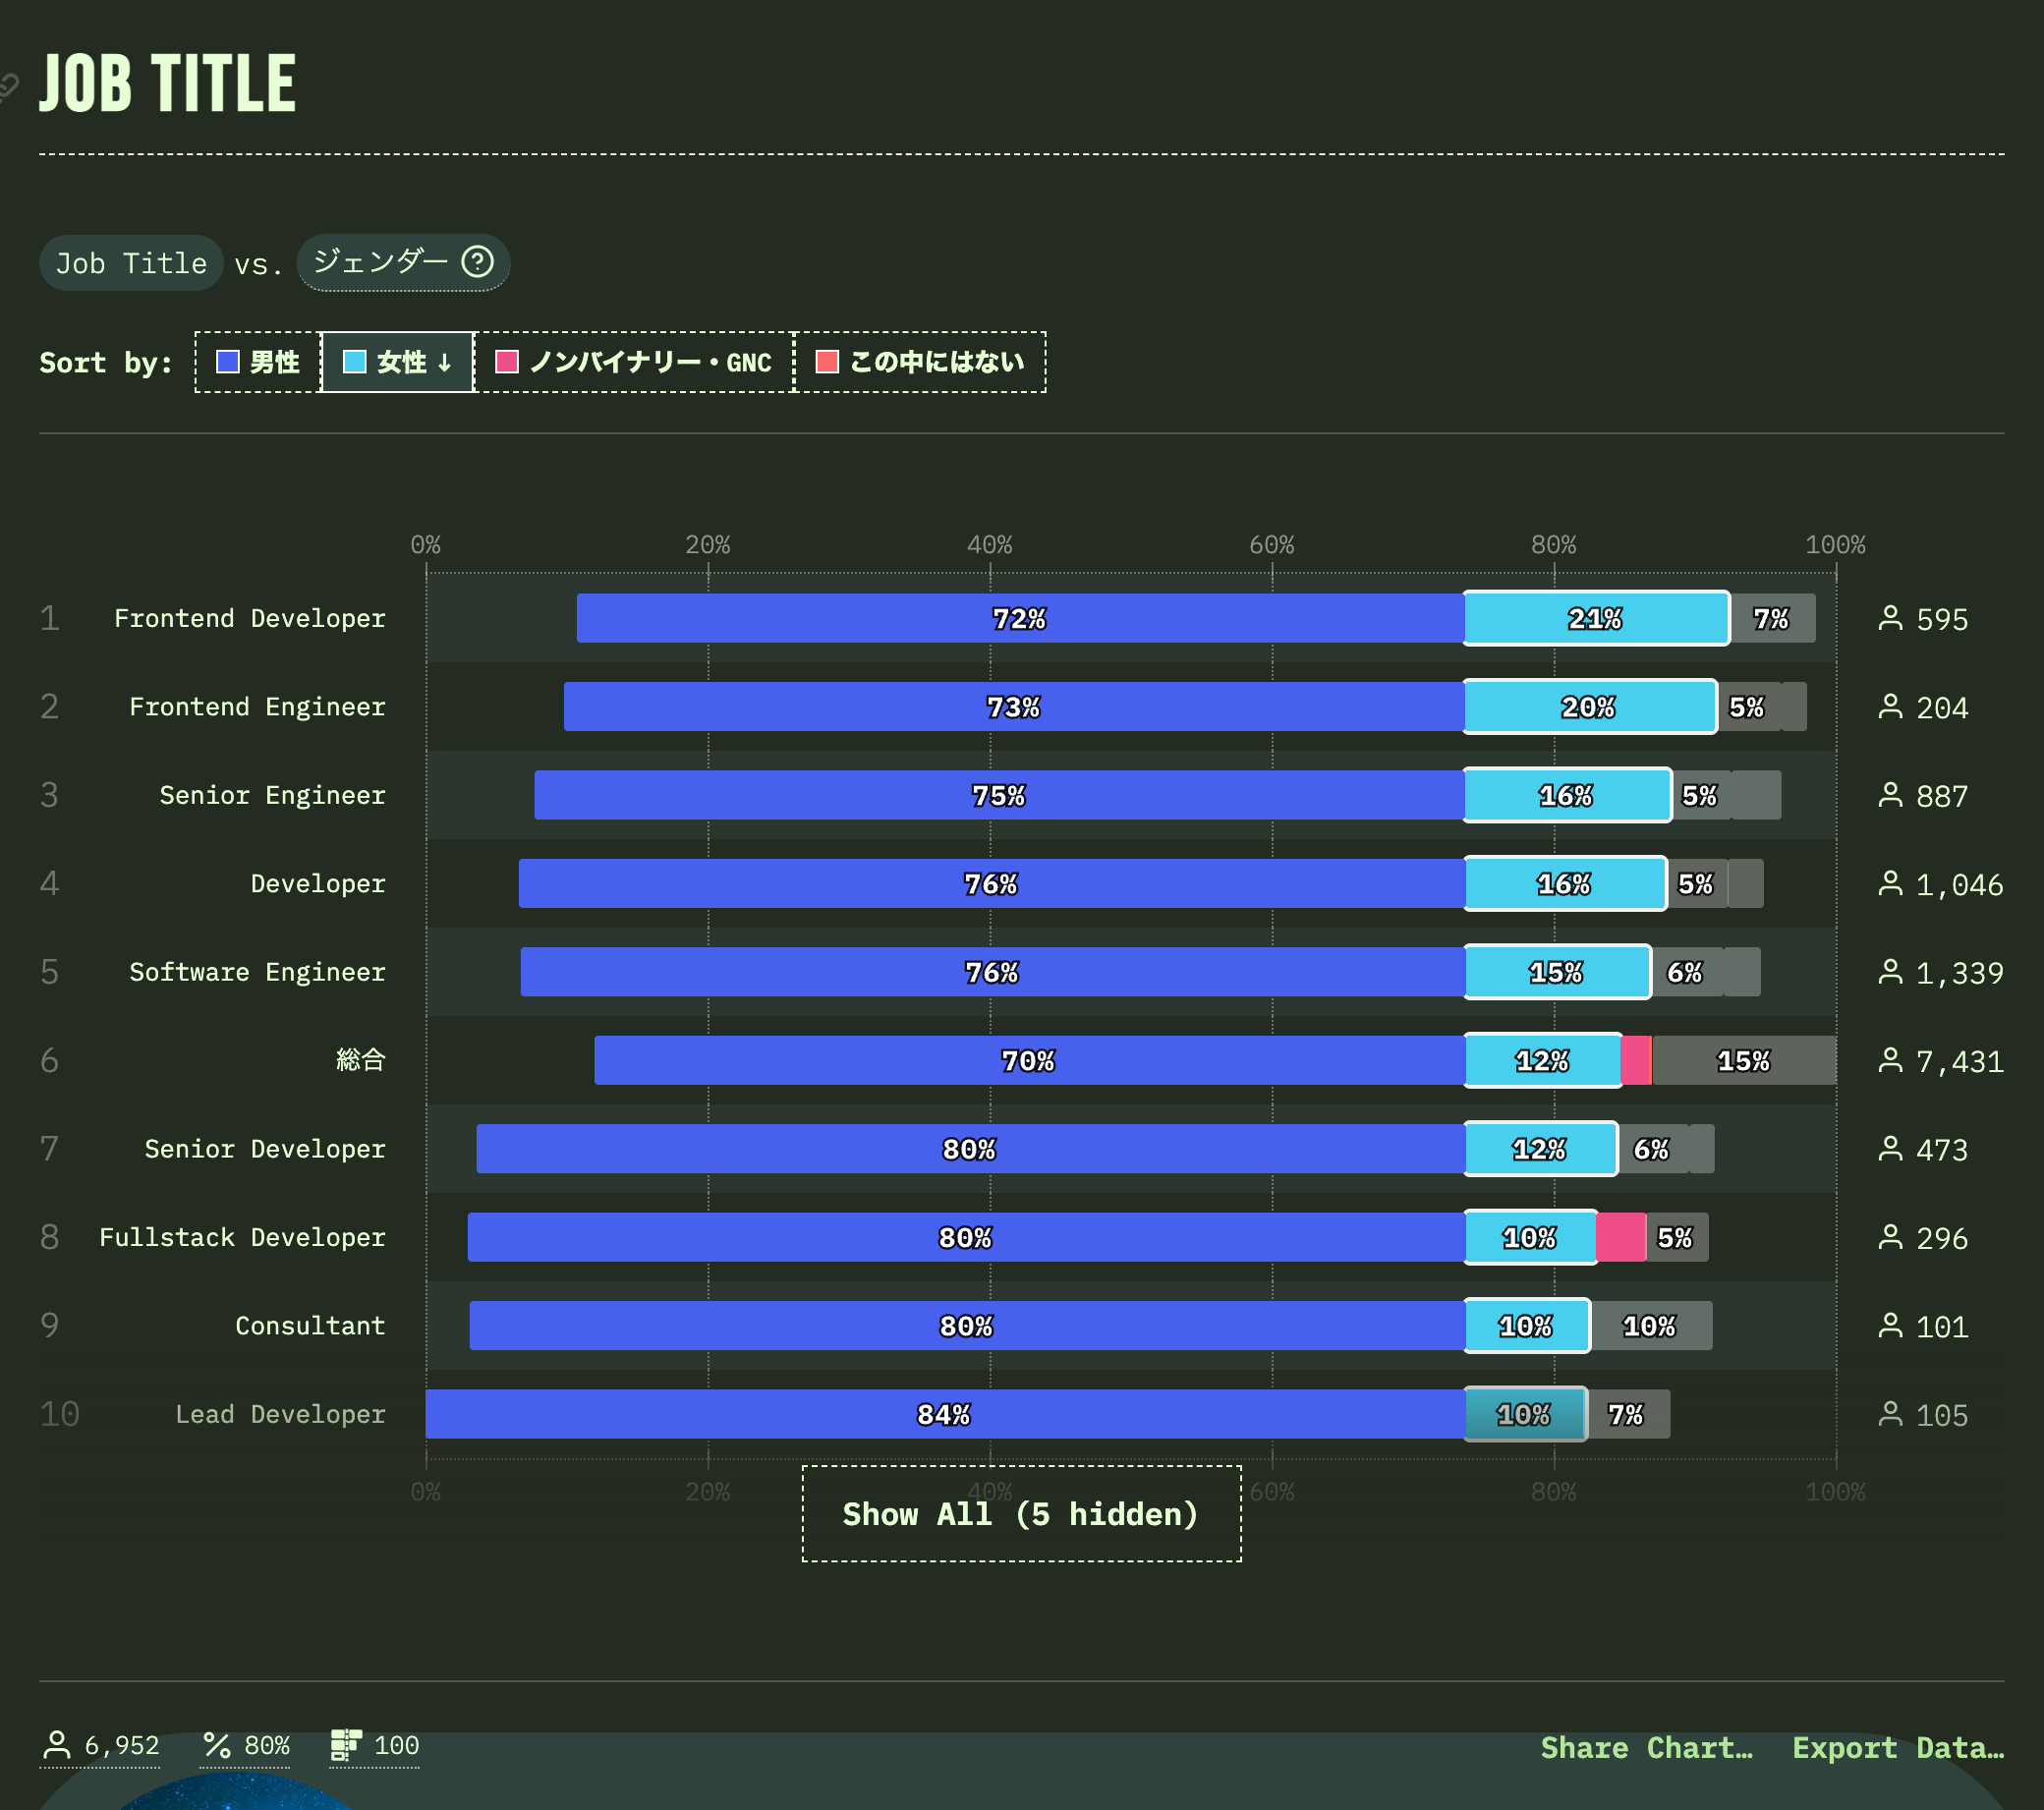 JOB TITLE
Job Title vs. ジェンダー ?
Sort by: 男性 女性 ↓ ノンバイナリー・GNC この中にはない
0% 20% 40% 60% 80% 100%
1 Frontend Developer 72% 21% 7% 595
2 Frontend Engineer 73% 20% 5% 204
3 Senior Engineer 75% 16% 5% 887
4 Developer 76% 16% 5% 1,046
5 Software Engineer 76% 15% 6% 1,339
6 総合 70% 12% 15% 7,431
7 Senior Developer 80% 12% 6% 473
8 Fullstack Developer 80% 10% 5% 296
9 Consultant 80% 10% 10% 101
10 Lead Developer 84% 10% 7% 105
0% 20% 40% 60% 80% 100%
Show All (5 hidden)
6,952 % 80% 100 Share Chart… Export Data…